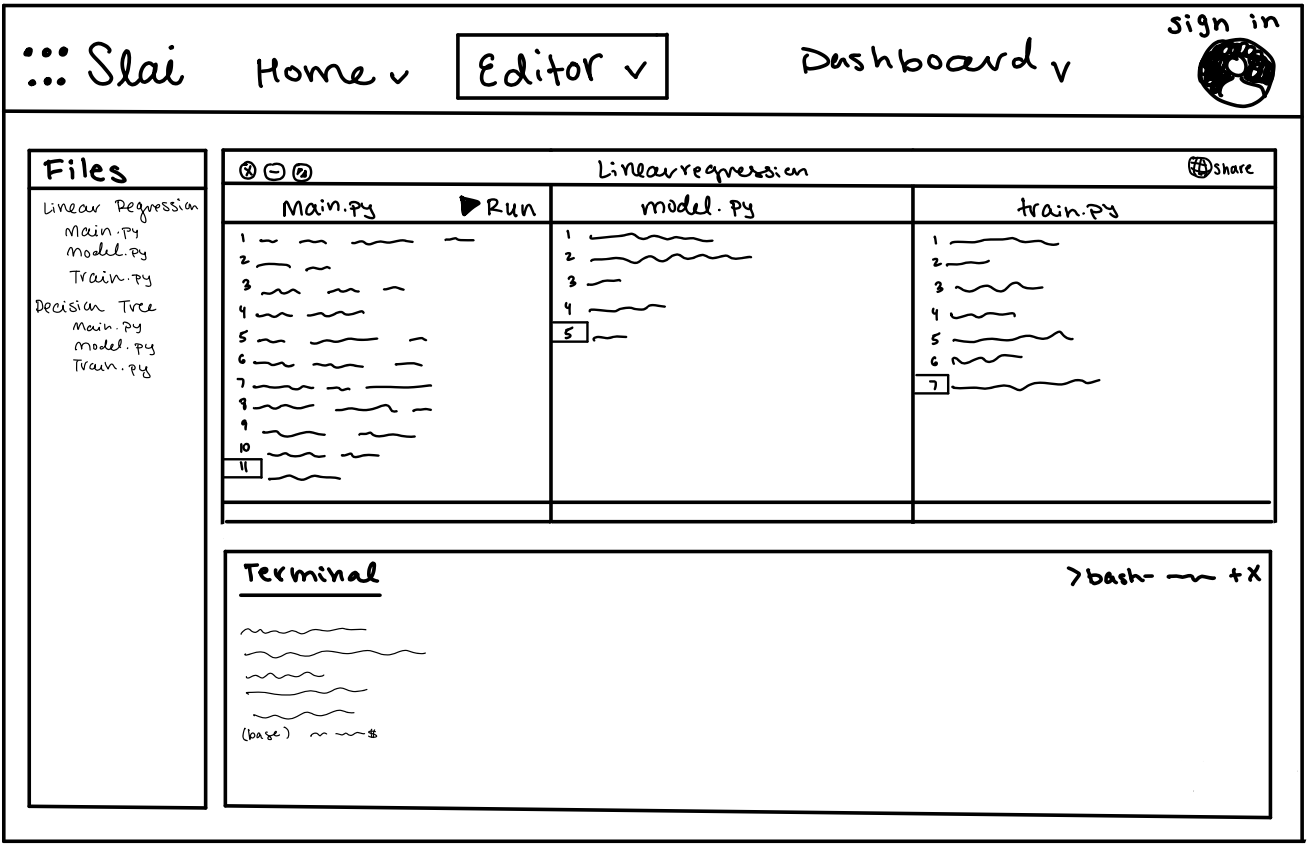 sign in
Slai Home Editor Dashboard
Files
Linear Regression
Main.py
Model.py
Train.py
Decision Tree
Main.py
Model.py
Train.py
Linearregression
Share
Main.py Run
model.py
train.py
1
2
3
4
5
6
7
8
9
10
11
1
2
3
4
5
1
2
3
4
5
6
7
Terminal
>bash- +X
(base) $